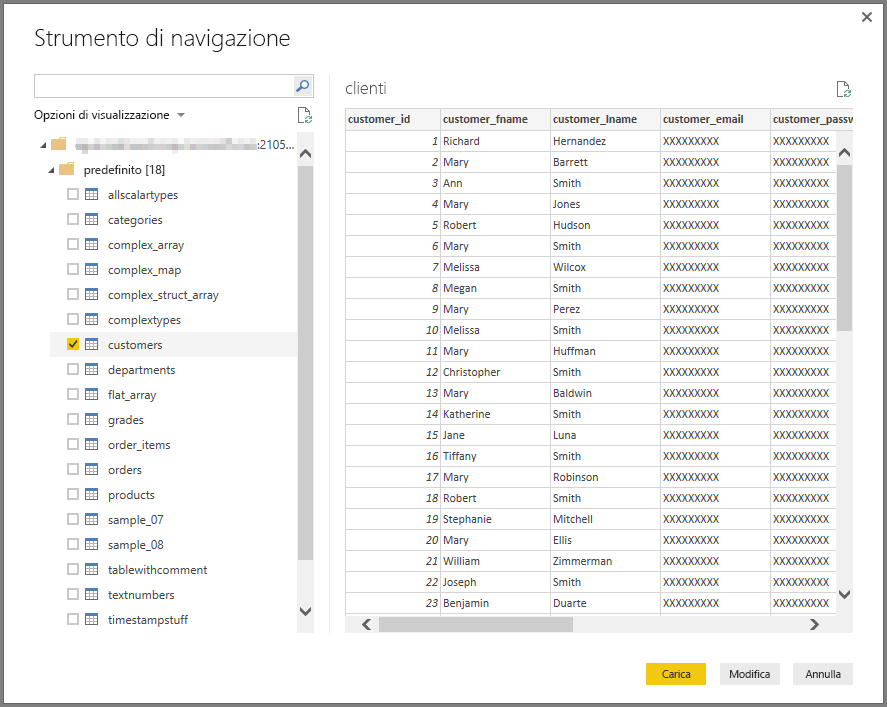 Strumento di navigazione
Opzioni di visualizzazione
:2105...
predefinito [18]
allscalartypes
categories
complex_array
complex_map
complex_struct_array
complextypes
customers
departments
flat_array
grades
order_items
orders
products
sample_07
sample_08
tablewithcomment
textnumbers
timestampstuff
clienti
customer_id customer_fname customer_lname customer_email customer_passw
1 Richard Hernandez XXXXXXXXX XXXXXXXXX
2 Mary Barrett XXXXXXXXX XXXXXXXXX
3 Ann Smith XXXXXXXXX XXXXXXXXX
4 Mary Jones XXXXXXXXX XXXXXXXXX
5 Robert Hudson XXXXXXXXX XXXXXXXXX
6 Mary Smith XXXXXXXXX XXXXXXXXX
7 Melissa Wilcox XXXXXXXXX XXXXXXXXX
8 Megan Smith XXXXXXXXX XXXXXXXXX
9 Mary Perez XXXXXXXXX XXXXXXXXX
10 Melissa Smith XXXXXXXXX XXXXXXXXX
11 Mary Huffman XXXXXXXXX XXXXXXXXX
12 Christopher Smith XXXXXXXXX XXXXXXXXX
13 Mary Baldwin XXXXXXXXX XXXXXXXXX
14 Katherine Smith XXXXXXXXX XXXXXXXXX
15 Jane Luna XXXXXXXXX XXXXXXXXX
16 Tiffany Smith XXXXXXXXX XXXXXXXXX
17 Mary Robinson XXXXXXXXX XXXXXXXXX
18 Robert Smith XXXXXXXXX XXXXXXXXX
19 Stephanie Mitchell XXXXXXXXX XXXXXXXXX
20 Mary Ellis XXXXXXXXX XXXXXXXXX
21 William Zimmerman XXXXXXXXX XXXXXXXXX
22 Joseph Smith XXXXXXXXX XXXXXXXXX
23 Benjamin Duarte XXXXXXXXX XXXXXXXXX
Carica Modifica Annulla